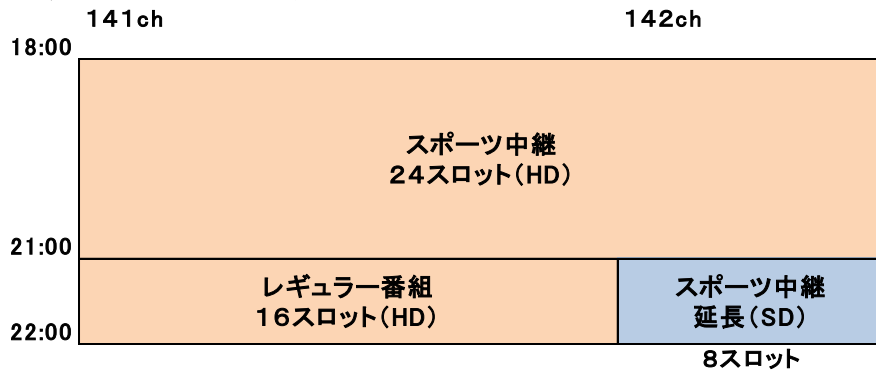 141ch
142ch
18:00
スポーツ中継
24スロット(HD)
21:00
レギュラー番組
16スロット(HD)
スポーツ中継
延長(SD)
22:00
8スロット